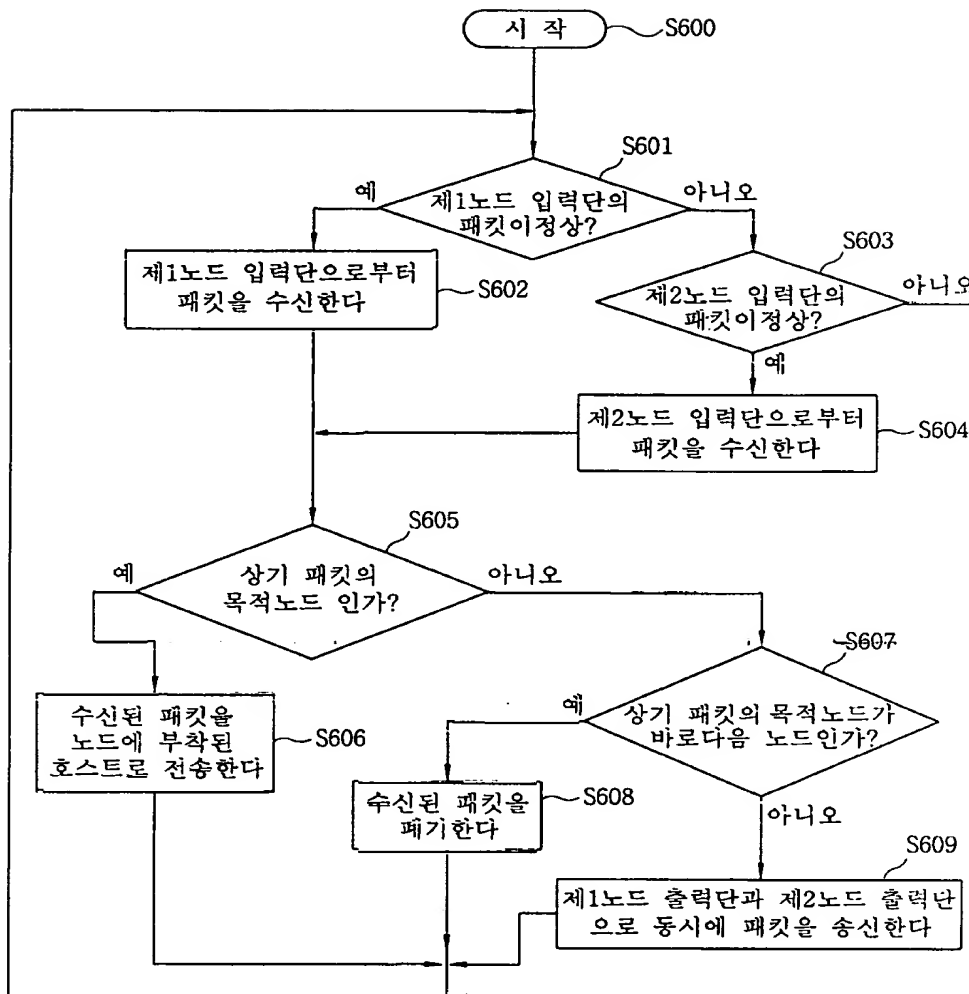 시 작
S600
S601
예
아니오
제1노드 입력단의
패킷이정상?
S603
제1노드 입력단으로부터
패킷을 수신한다
S602
제2노드 입력단의
패킷이정상?
아니오
예
제2노드 입력단으로부터
패킷을 수신한다
S604
S605
예
아니오
상기 패킷의
목적노드 인가?
S607
수신된 패킷을
노드에 부착된
호스트로 전송한다
S606
예
상기 패킷의 목적노드가
바로다음 노드인가?
수신된 패킷을
폐기한다
S608
아니오
S609
제1노드 출력단과 제2노드 출력단
으로 동시에 패킷을 송신한다